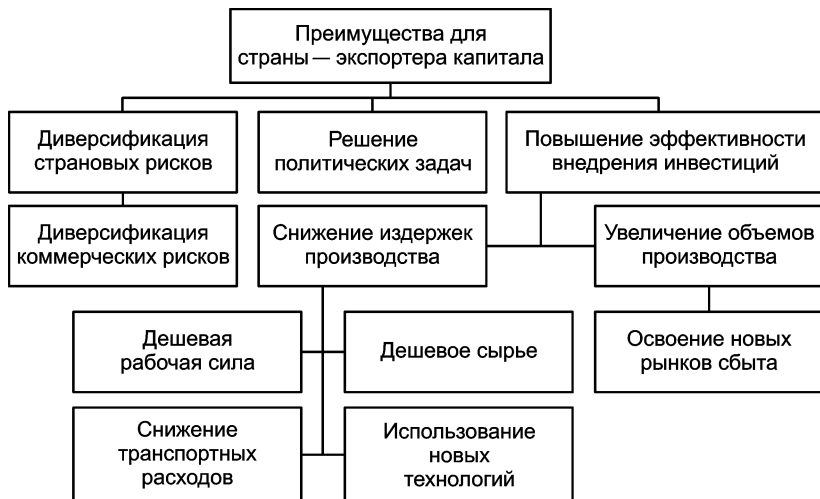 Преимущества для
страны — экспортера капитала
Диверсификация
страновых рисков
Решение
политических задач
Повышение эффективности
внедрения инвестиций
Диверсификация
коммерческих рисков
Снижение издержек
производства
Увеличение объемов
производства
Дешевая
рабочая сила
Дешевое сырье
Освоение новых
рынков сбыта
Снижение
транспортных
расходов
Использование
новых
технологий